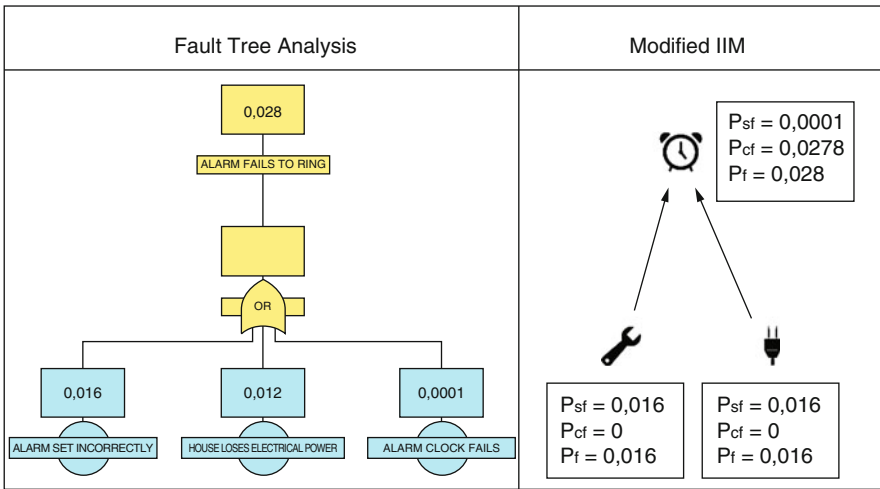 Fault Tree Analysis
Modified IIM
0,028
ALARM FAILS TO RING
OR
0,016
0,012
0,0001
ALARM SET INCORRECTLY
HOUSE LOSES ELECTRICAL POWER
ALARM CLOCK FAILS
Psf = 0,0001
Pcf = 0,0278
Pf = 0,028
Psf = 0,016
Pcf = 0
Pf = 0,016
Psf = 0,016
Pcf = 0
Pf = 0,016